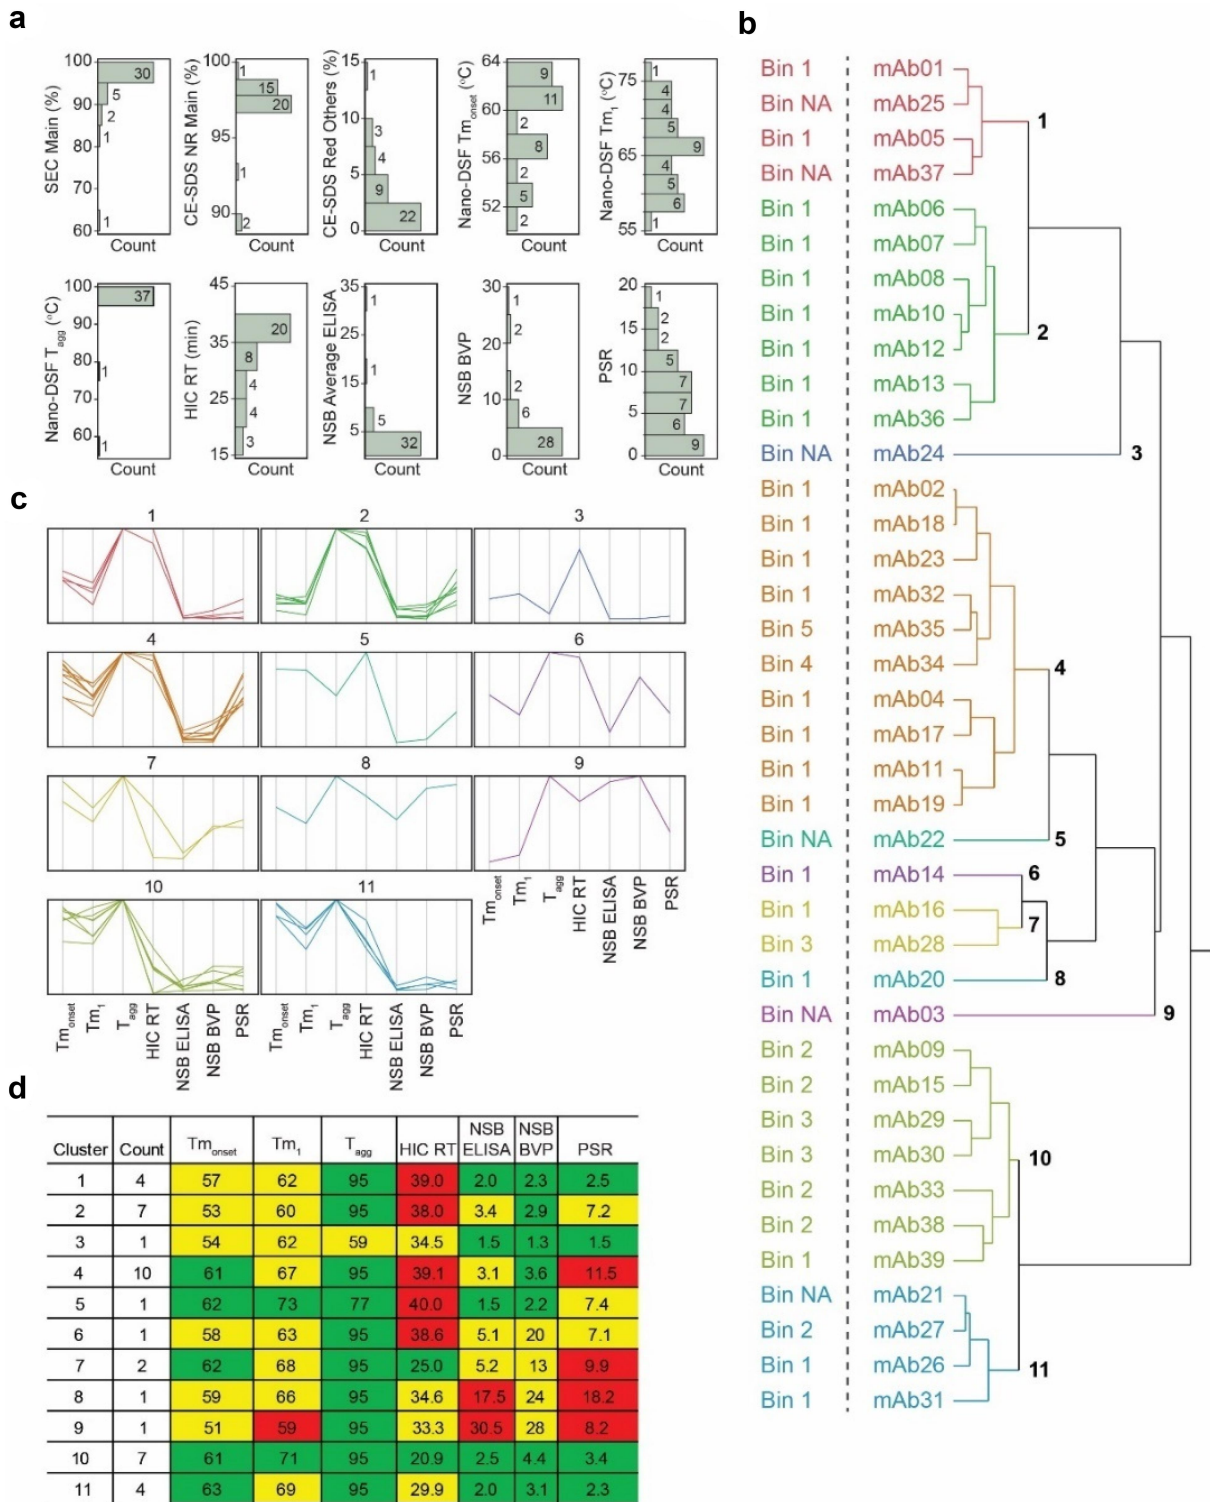 a
SEC Main (%)
100
90
80
70
60
30
5
2
1
1
Count
CE-SDS NR Main (%)
100
95
90
1
15
20
1
2
Count
CE-SDS Red Others (%)
15
10
5
0
1
3
4
9
22
Count
Nano-DSF Tmonset (°C)
64
60
56
52
9
11
2
8
2
5
2
Count
Nano-DSF Tm1 (°C)
75
65
55
1
4
4
5
9
4
5
6
1
Count
Nano-DSF Tagg (°C)
100
90
80
70
60
37
1
1
Count
HIC RT (min)
45
35
25
15
20
8
4
4
3
Count
NSB Average ELISA
35
25
15
5
1
1
5
32
Count
NSB BVP
30
20
10
0
1
2
2
6
28
Count
PSR
20
15
10
5
0
1
2
2
5
7
7
6
9
Count
b
Bin 1 mAb01
Bin NA mAb25
1
Bin 1 mAb05
Bin NA mAb37
Bin 1 mAb06
Bin 1 mAb07
Bin 1 mAb08
Bin 1 mAb10
2
Bin 1 mAb12
Bin 1 mAb13
Bin 1 mAb36
Bin NA mAb24 3
Bin 1 mAb02
Bin 1 mAb18
Bin 1 mAb23
Bin 1 mAb32
Bin 5 mAb35
Bin 4 mAb34 4
Bin 1 mAb04
Bin 1 mAb17
Bin 1 mAb11
Bin 1 mAb19
Bin NA mAb22 5
Bin 1 mAb14 6
Bin 1 mAb16
7
Bin 3 mAb28
Bin 1 mAb20 8
Bin NA mAb03 9
Bin 2 mAb09
Bin 2 mAb15
Bin 3 mAb29
Bin 3 mAb30 10
Bin 2 mAb33
Bin 2 mAb38
Bin 1 mAb39
Bin NA mAb21
Bin 2 mAb27
Bin 1 mAb26 11
Bin 1 mAb31
c
1 2 3
4 5 6
7 8 9
10 11
Tmonset Tm1 Tagg HIC RT NSB ELISA NSB BVP PSR
Tmonset Tm1 Tagg HIC RT NSB ELISA NSB BVP PSR
Tmonset Tm1 Tagg HIC RT NSB ELISA NSB BVP PSR
d
Cluster Count Tmonset Tm1 Tagg HIC RT NSB ELISA NSB BVP PSR
1 4 57 62 95 39.0 2.0 2.3 2.5
2 7 53 60 95 38.0 3.4 2.9 7.2
3 1 54 62 59 34.5 1.5 1.3 1.5
4 10 61 67 95 39.1 3.1 3.6 11.5
5 1 62 73 77 40.0 1.5 2.2 7.4
6 1 58 63 95 38.6 5.1 20 7.1
7 2 62 68 95 25.0 5.2 13 9.9
8 1 59 66 95 34.6 17.5 24 18.2
9 1 51 59 95 33.3 30.5 28 8.2
10 7 61 71 95 20.9 2.5 4.4 3.4
11 4 63 69 95 29.9 2.0 3.1 2.3